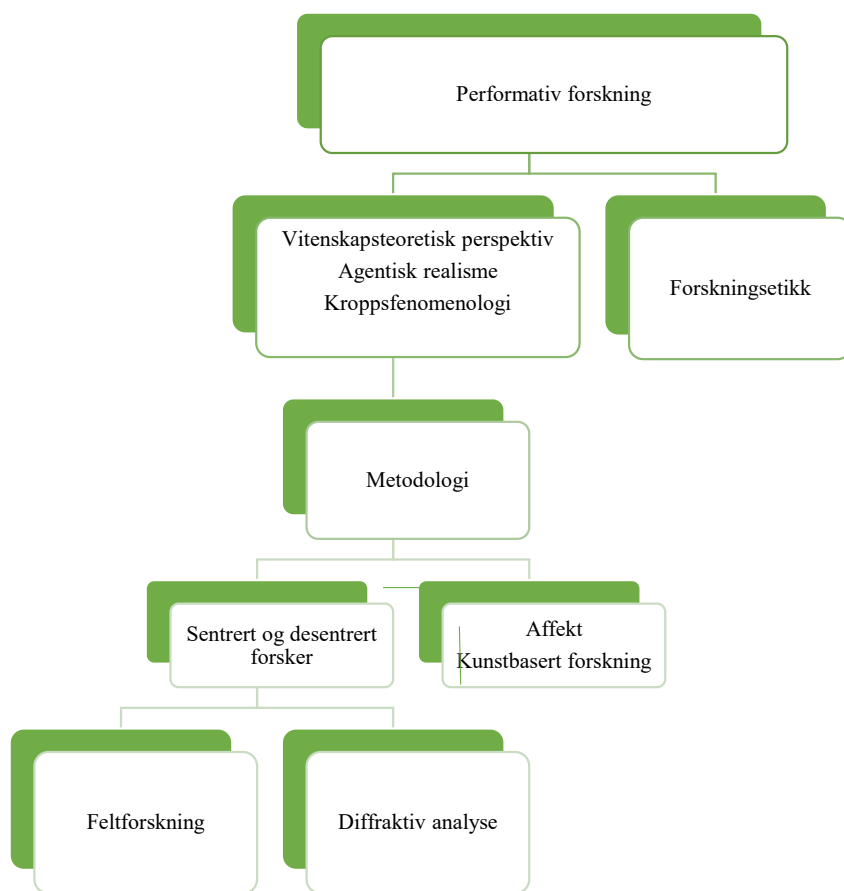 Performativ forskning
Vitenskapsteoretisk perspektiv
Agentisk realisme
Kroppsfenomenologi
Forskningsetikk
Metodologi
Sentrert og desentrert
forsker
Affekt
Kunstbasert forskning
Feltforskning
Diffraktiv analyse